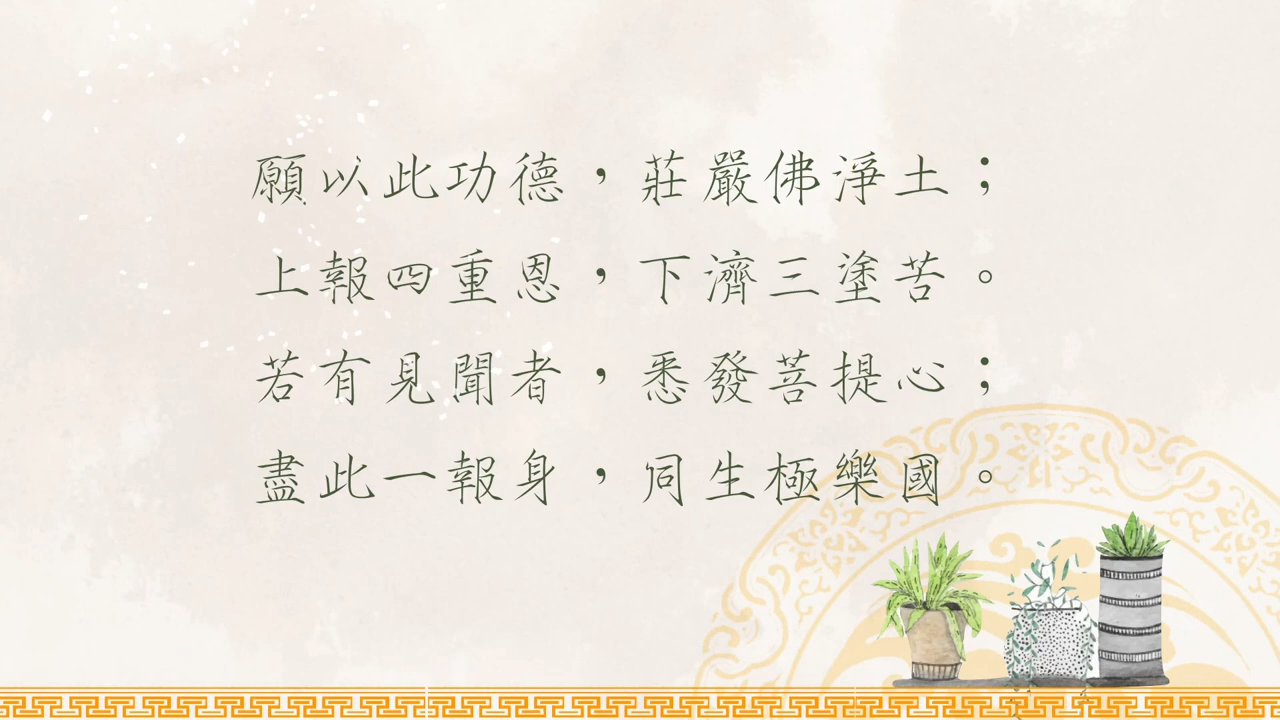 願以此功德，莊嚴佛淨土；
上報四重恩，下濟三塗苦。
若有見聞者，悉發菩提心；
盡此一報身，同生極樂國。